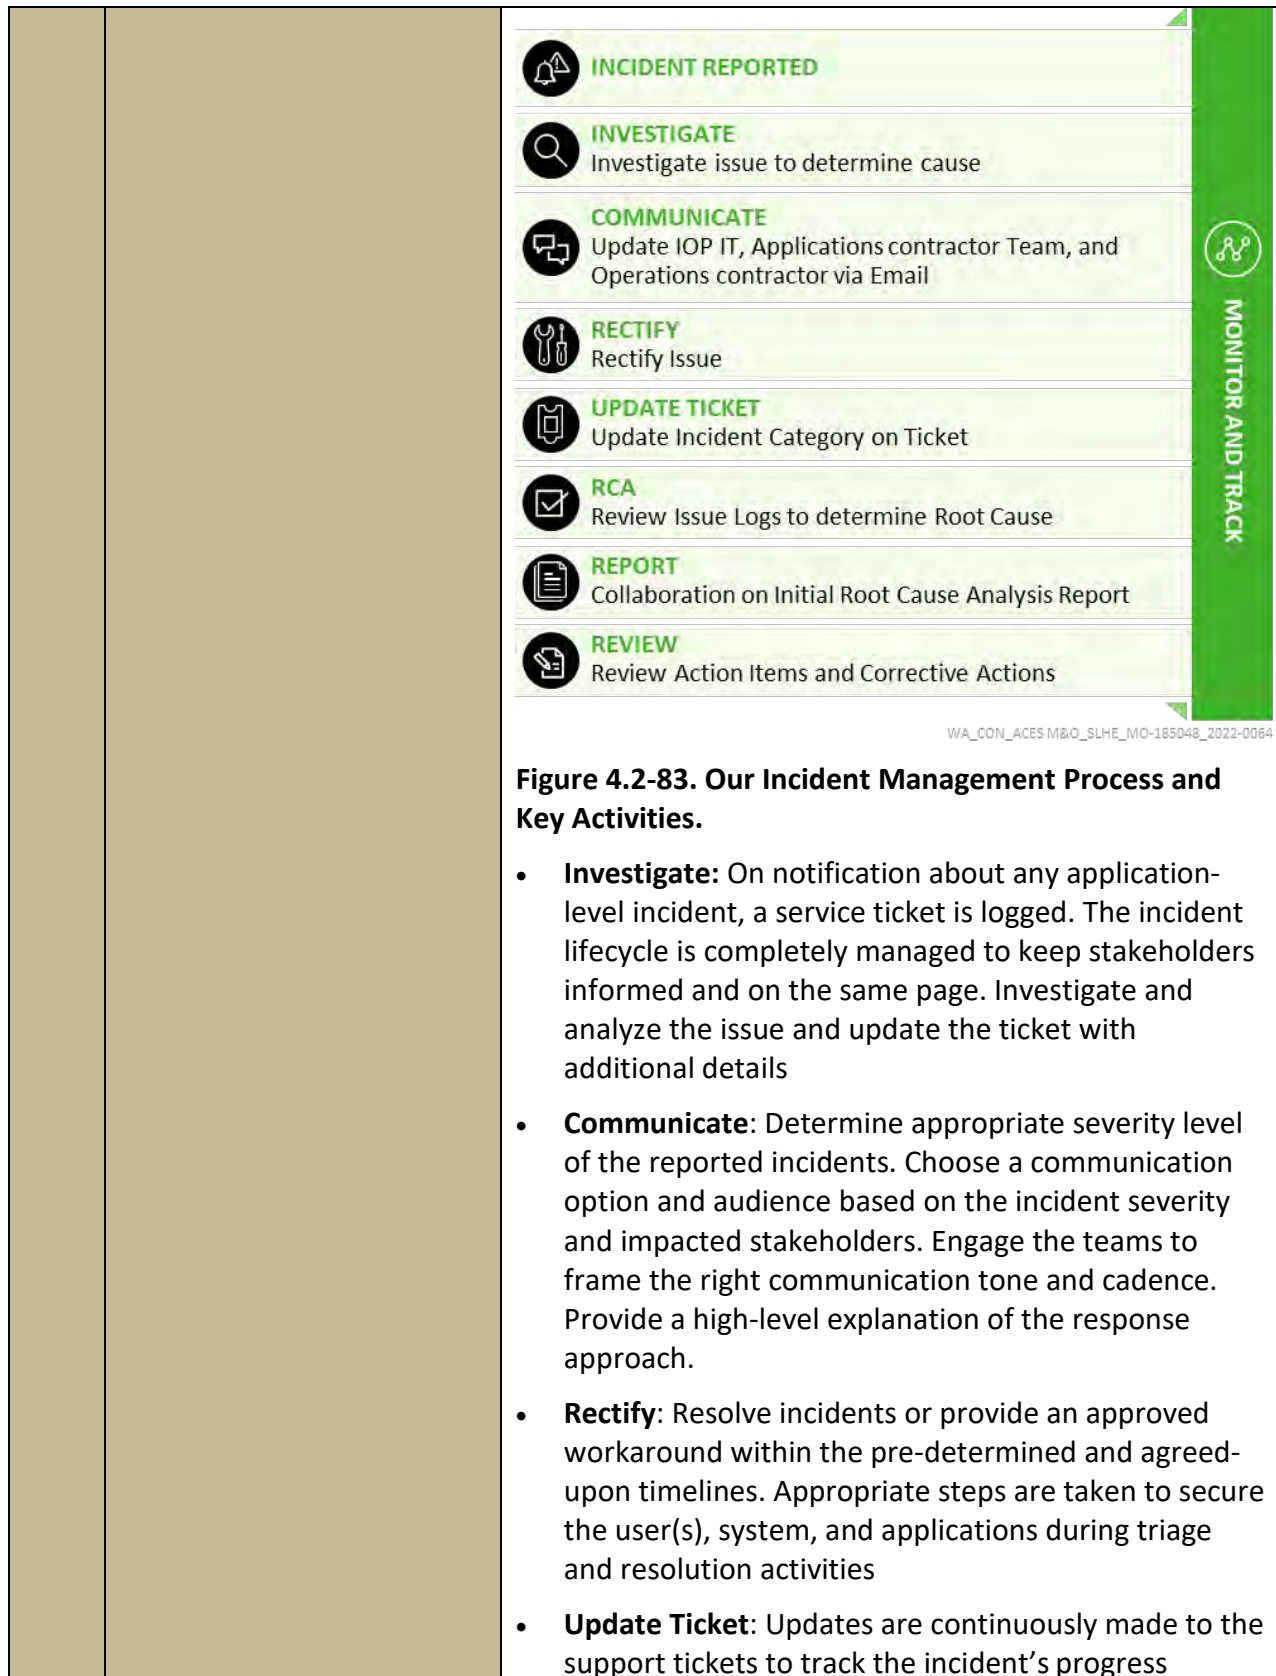 INCIDENT REPORTED
INVESTIGATE
Investigate issue to determine cause
COMMUNICATE
Update IOP IT, Applications contractor Team, and
Operations contractor via Email
RECTIFY
Rectify Issue
UPDATE TICKET
Update Incident Category on Ticket
RCA
Review Issue Logs to determine Root Cause
REPORT
Collaboration on Initial Root Cause Analysis Report
REVIEW
Review Action Items and Corrective Actions
MONITOR AND TRACK
WA_CON_ACES M&O_SLHE_MO-185048_2022-0064
Figure 4.2-83. Our Incident Management Process and
Key Activities.
• Investigate: On notification about any application-
level incident, a service ticket is logged. The incident
lifecycle is completely managed to keep stakeholders
informed and on the same page. Investigate and
analyze the issue and update the ticket with
additional details
• Communicate: Determine appropriate severity level
of the reported incidents. Choose a communication
option and audience based on the incident severity
and impacted stakeholders. Engage the teams to
frame the right communication tone and cadence.
Provide a high-level explanation of the response
approach.
• Rectify: Resolve incidents or provide an approved
workaround within the pre-determined and agreed-
upon timelines. Appropriate steps are taken to secure
the user(s), system, and applications during triage
and resolution activities
• Update Ticket: Updates are continuously made to the
support tickets to track the incident's progress